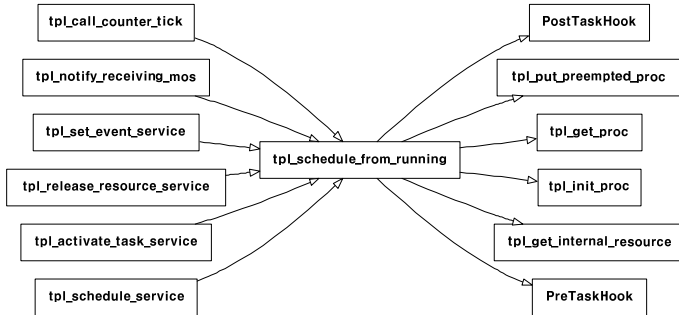 tpl_call_counter_tick
tpl_notify_receiving_mos
tpl_set_event_service
tpl_release_resource_service
tpl_activate_task_service
tpl_schedule_service
tpl_schedule_from_running
PostTaskHook
tpl_put_preempted_proc
tpl_get_proc
tpl_init_proc
tpl_get_internal_resource
PreTaskHook